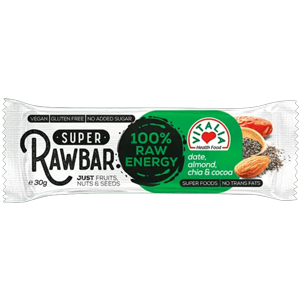 VEGAN | GLUTEN FREE | NO ADDED SUGAR
SUPER
RAWBAR!
℮ 30g
JUST FRUITS,
NUTS & SEEDS
100%
RAW
ENERGY
VITALIA
Health Food
date,
almond,
chia & cocoa
SUPER FOODS | NO TRANS FATS